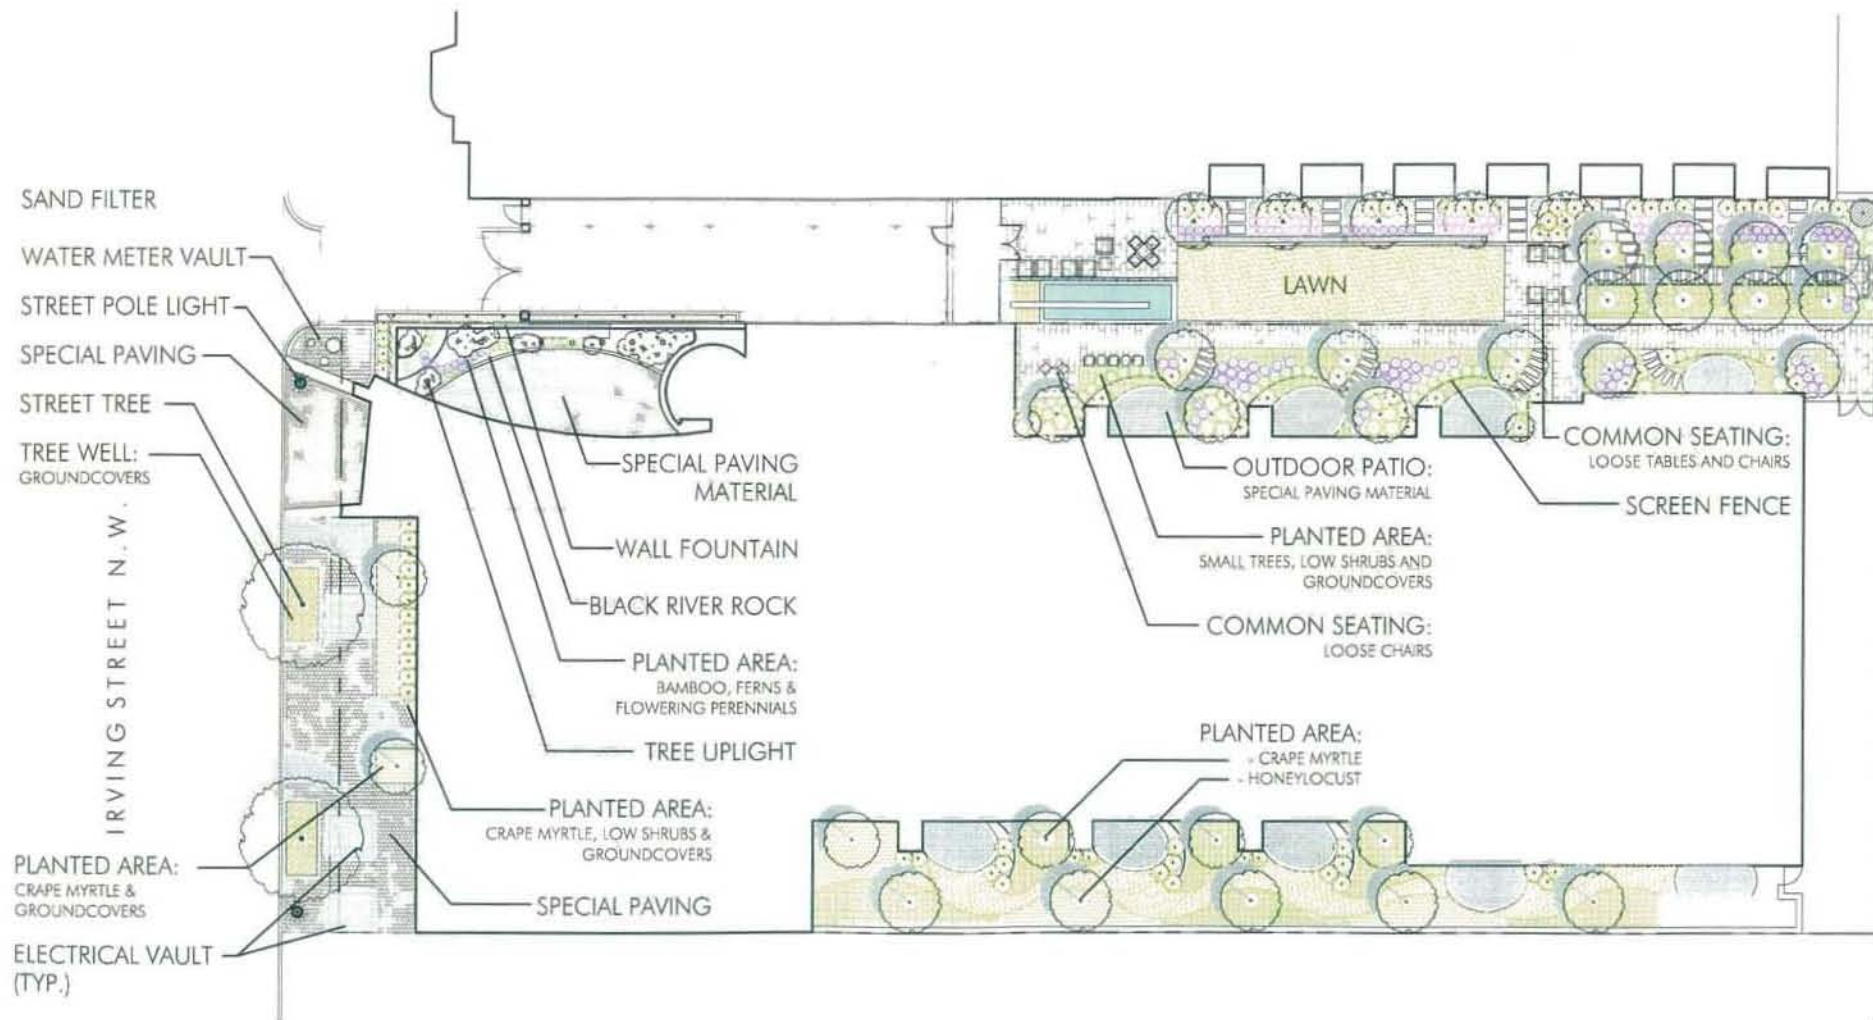 SAND FILTER
WATER METER VAULT
STREET POLE LIGHT
SPECIAL PAVING
STREET TREE
TREE WELL:
GROUNDCOVERS
IRVING STREET N.W.
PLANTED AREA:
CRAPE MYRTLE &
GROUNDCOVERS
ELECTRICAL VAULT
(TYP.)
SPECIAL PAVING
MATERIAL
WALL FOUNTAIN
BLACK RIVER ROCK
PLANTED AREA:
BAMBOO, FERNS &
FLOWERING PERENNIALS
TREE UPLIGHT
PLANTED AREA:
CRAPE MYRTLE, LOW SHRUBS &
GROUNDCOVERS
SPECIAL PAVING
LAWN
OUTDOOR PATIO:
SPECIAL PAVING MATERIAL
PLANTED AREA:
SMALL TREES, LOW SHRUBS AND
GROUNDCOVERS
COMMON SEATING:
LOOSE CHAIRS
COMMON SEATING:
LOOSE TABLES AND CHAIRS
SCREEN FENCE
PLANTED AREA:
- CRAPE MYRTLE
- HONEYLOCUST